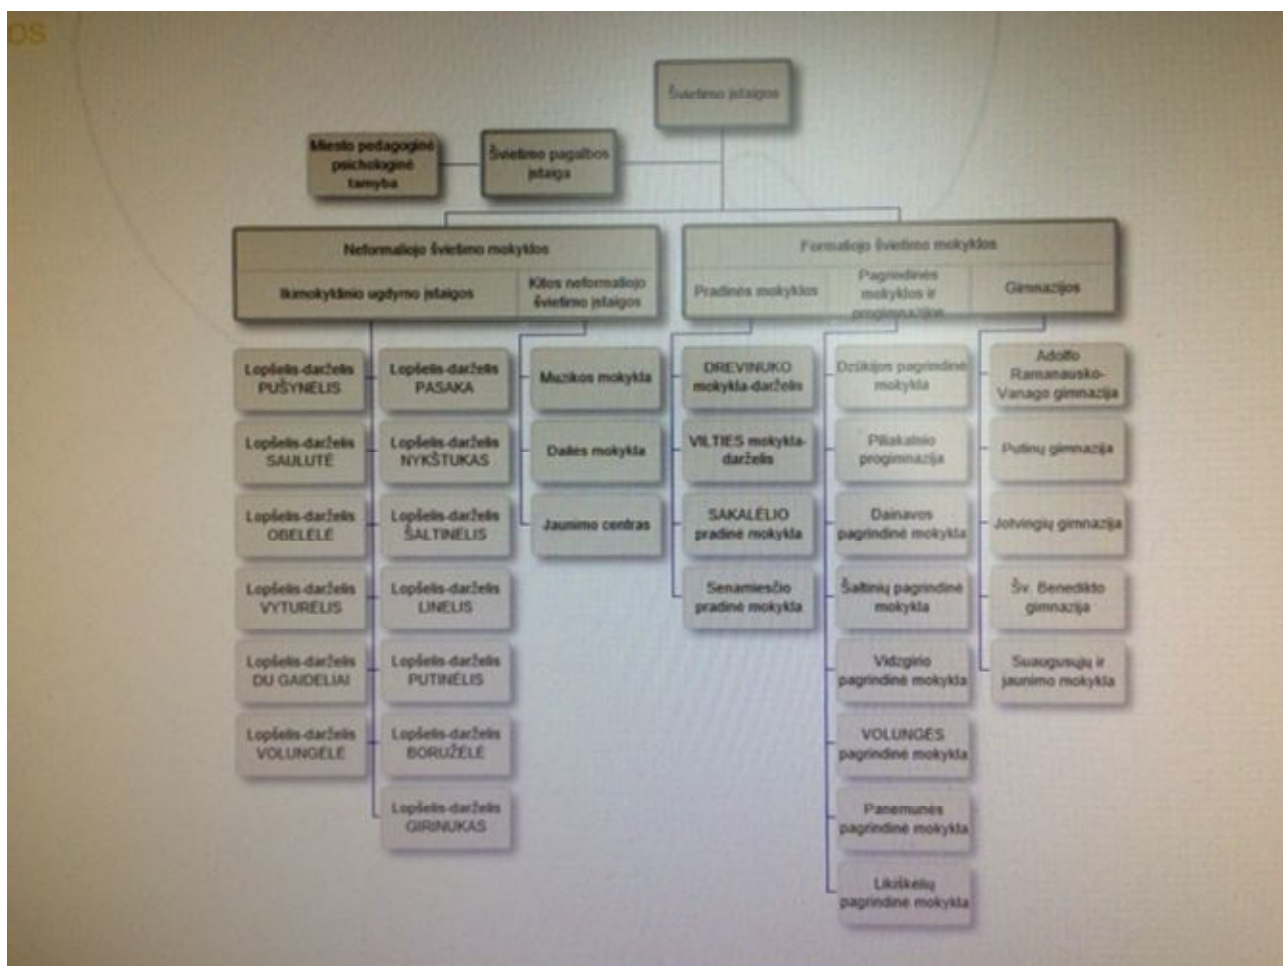 OS
Švietimo įstaigos
Miesto pedagoginė
psichologinė
tarnyba
Švietimo pagalbos
įstaiga
Neformaliojo švietimo mokyklos
Ikimokyklinio ugdymo įstaigos
Kitos neformaliojo
švietimo įstaigos
Formaliojo švietimo mokyklos
Pradinės mokyklos
Pagrindinės
mokyklos ir
progimnazijos
Gimnazijos
Lopšelis-darželis
PUŠYNĖLIS
Lopšelis-darželis
SAULUTĖ
Lopšelis-darželis
OBELĖLĖ
Lopšelis-darželis
VYTURĖLIS
Lopšelis-darželis
DU GAIDELIAI
Lopšelis-darželis
VOLUNGĖLĖ
Lopšelis-darželis
PASAKA
Lopšelis-darželis
NYKŠTUKAS
Lopšelis-darželis
ŠALTINĖLIS
Lopšelis-darželis
LINELIS
Lopšelis-darželis
PUTINĖLIS
Lopšelis-darželis
BORUŽĖLĖ
Lopšelis-darželis
GIRINUKAS
Muzikos mokykla
Dailės mokykla
Jaunimo centras
DREVINUKO
mokykla-darželis
VILTIES mokykla-
darželis
SAKALĖLIO
pradinė mokykla
Senamiesčio
pradinė mokykla
Dzūkijos pagrindinė
mokykla
Piliakalnio
progimnazija
Dainavos
pagrindinė mokykla
Šaltinių pagrindinė
mokykla
Vidzgirio
pagrindinė mokykla
VOLUNGĖS
pagrindinė mokykla
Panemunės
pagrindinė mokykla
Likiškėlių
pagrindinė mokykla
Adolfo
Ramanausko-
Vanago gimnazija
Putinų gimnazija
Jotvingių gimnazija
Šv. Benedikto
gimnazija
Suaugusųjų ir
jaunimo mokykla